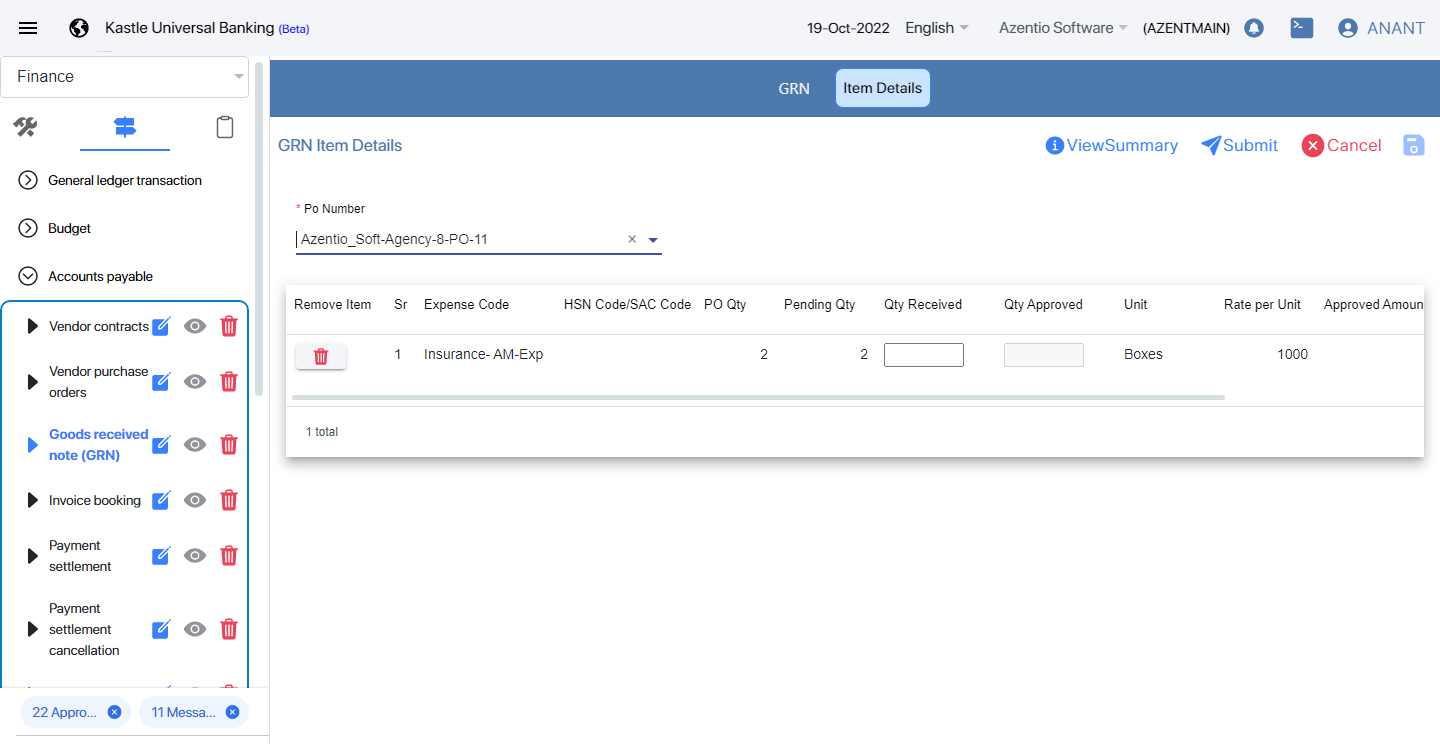 Kastle Universal Banking (Beta)
19-Oct-2022 English Azentio Software (AZENTMAIN) >_ ANANT
Finance
General ledger transaction
Budget
Accounts payable
Vendor contracts
Vendor purchase
orders
Goods received
note (GRN)
Invoice booking
Payment
settlement
Payment
settlement
cancellation
22 Appro...
11 Messa...
GRN Item Details
GRN Item Details
ViewSummary Submit Cancel
* Po Number
Azentio_Soft-Agency-8-PO-11
Remove Item Sr Expense Code HSN Code/SAC Code PO Qty Pending Qty Qty Received Qty Approved Unit Rate per Unit Approved Amoun
1 Insurance- AM-Exp 2 2 Boxes 1000
1 total